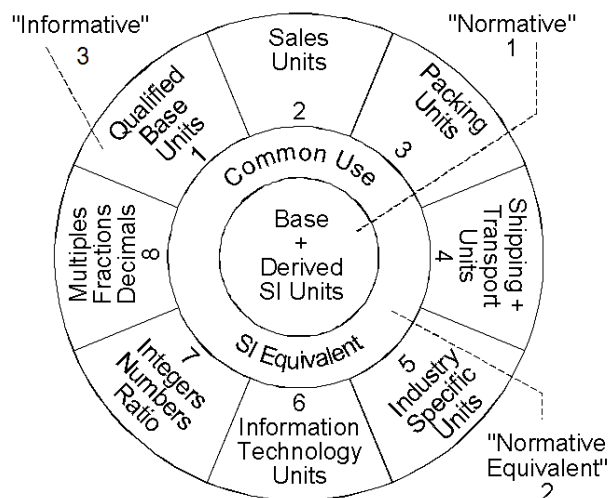 "Informative"
3
"Normative"
1
Sales
Units
2
Packing
Units
3
Shipping +
Transport
Units
4
Industry
Specific
Units
5
Information
Technology
Units
6
Integers
Numbers
Ratio
7
Multiples
Fractions
Decimals
8
Qualified
Base
Units
1
Common Use
SI Equivalent
Base
+
Derived
SI Units
"Normative
Equivalent"
2